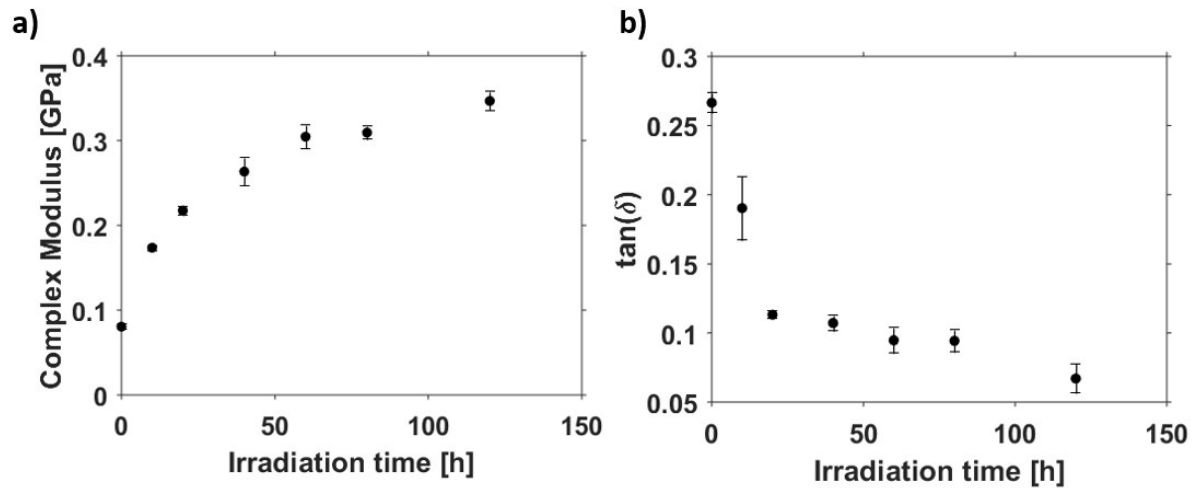 a)
Complex Modulus [GPa]
0.4
0.3
0.2
0.1
0
0 50 100 150
Irradiation time [h]
b)
tan(δ)
0.3
0.25
0.2
0.15
0.1
0.05
0 50 100 150
Irradiation time [h]